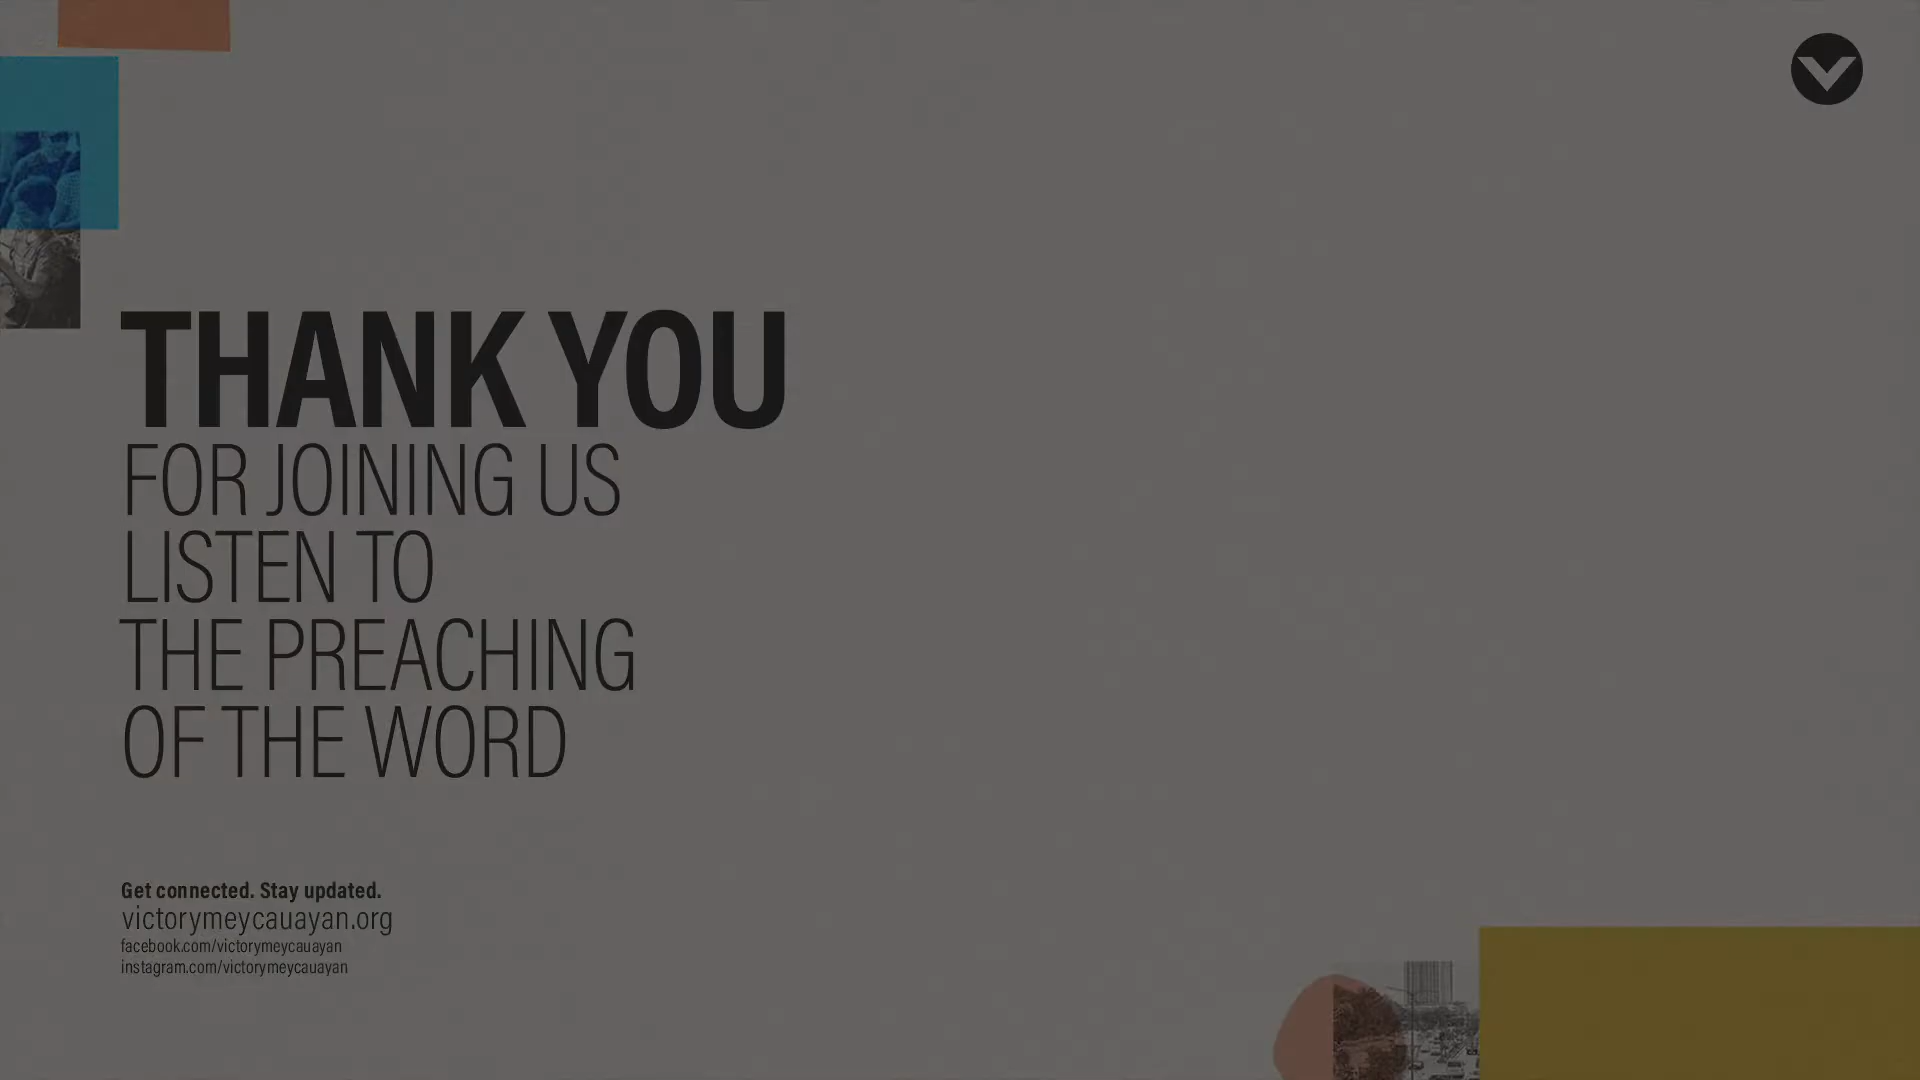 THANK YOU
FOR JOINING US
LISTEN TO
THE PREACHING
OF THE WORD
Get connected. Stay updated.
victorymeycauayan.org
facebook.com/victorymeycauayan
instagram.com/victorymeycauayan